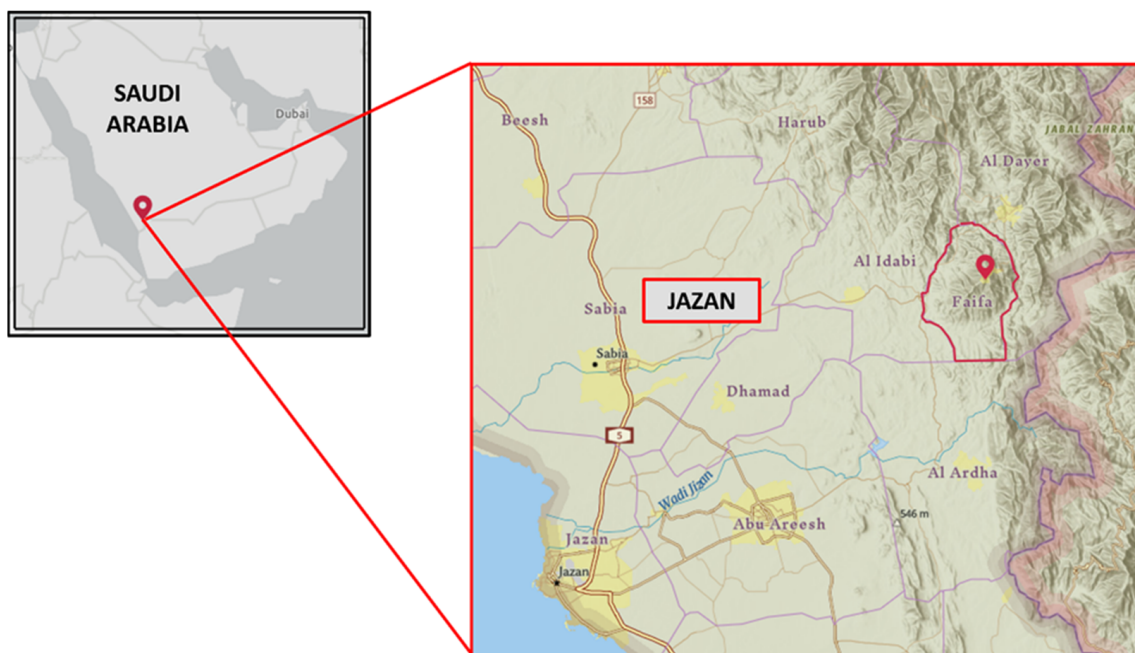 SAUDI
ARABIA
Dubai
158
Beesh
Harub
JABAL ZAHRAN
Al Dayer
Al Idabi
JAZAN
Faifa
Sabia
Sabia
Dhamad
5
Al Ardha
Wadi Jizan
546 m
Abu Areesh
Jazan
Jazan